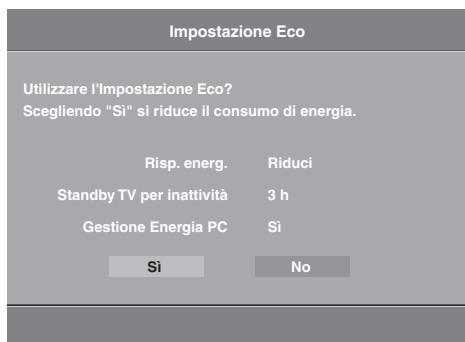 Impostazione Eco
Utilizzare l'Impostazione Eco?
Scegliendo "Sì" si riduce il consumo di energia.
Risp. energ. Riduci
Standby TV per inattività 3 h
Gestione Energia PC Sì
Sì No